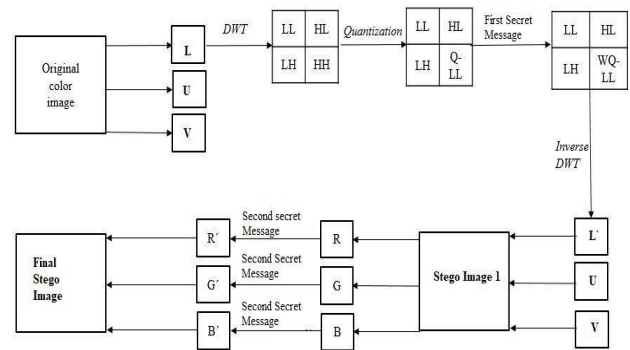 Original
color
image
L
U
V
DWT
LL HL
LH HH
Quantization
LL HL
LH Q-
LL
First Secret
Message
LL HL
LH WQ-
LL
Inverse
DWT
L`
U
V
Stego Image 1
R
G
B
Second secret
Message
Second Secret
Message
Second Secret
Message
R´
G´
B´
Final
Stego
Image